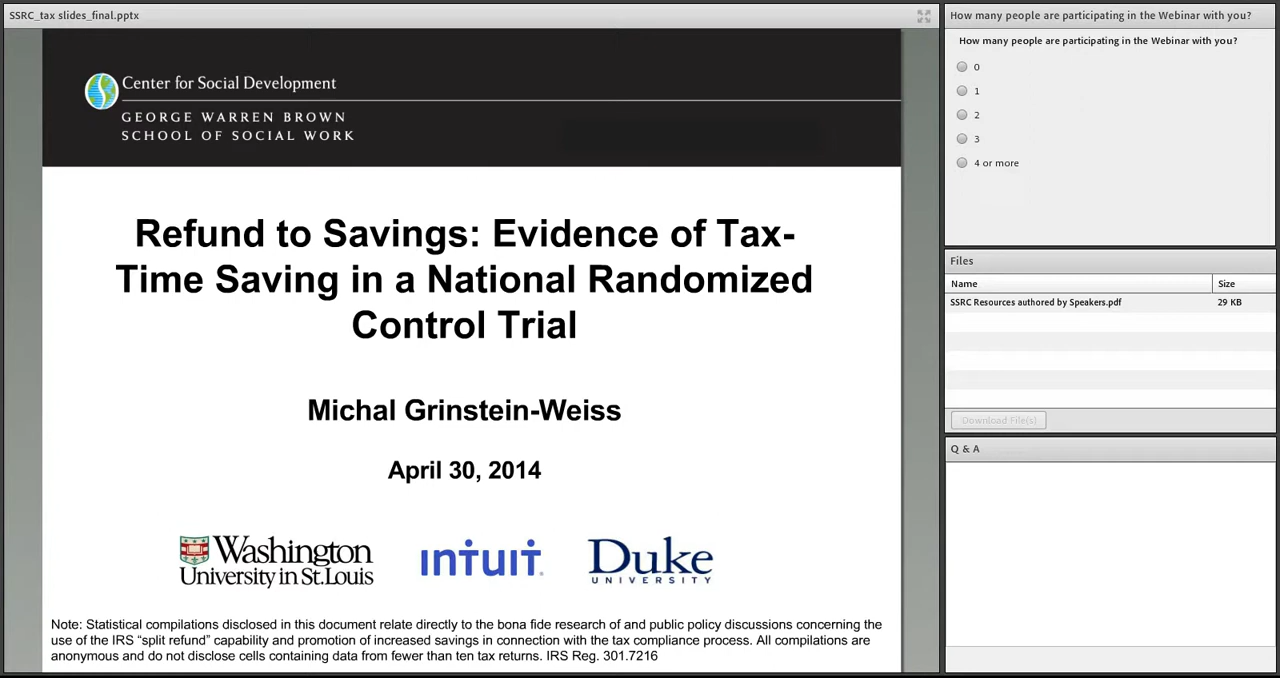 SSRC_tax slides_final.pptx
Center for Social Development
GEORGE WARREN BROWN
SCHOOL OF SOCIAL WORK
Refund to Savings: Evidence of Tax-
Time Saving in a National Randomized
Control Trial
Michal Grinstein-Weiss
April 30, 2014
Washington
University in St. Louis
INTUIT
Duke
UNIVERSITY
Note: Statistical compilations disclosed in this document relate directly to the bona fide research of and public policy discussions concerning the
use of the IRS “split refund” capability and promotion of increased savings in connection with the tax compliance process. All compilations are
anonymous and do not disclose cells containing data from fewer than ten tax returns. IRS Reg. 301.7216
How many people are participating in the Webinar with you?
How many people are participating in the Webinar with you?
0
1
2
3
4 or more
Files
Name Size
SSRC Resources authored by Speakers.pdf 29 KB
Download File(s)
Q & A